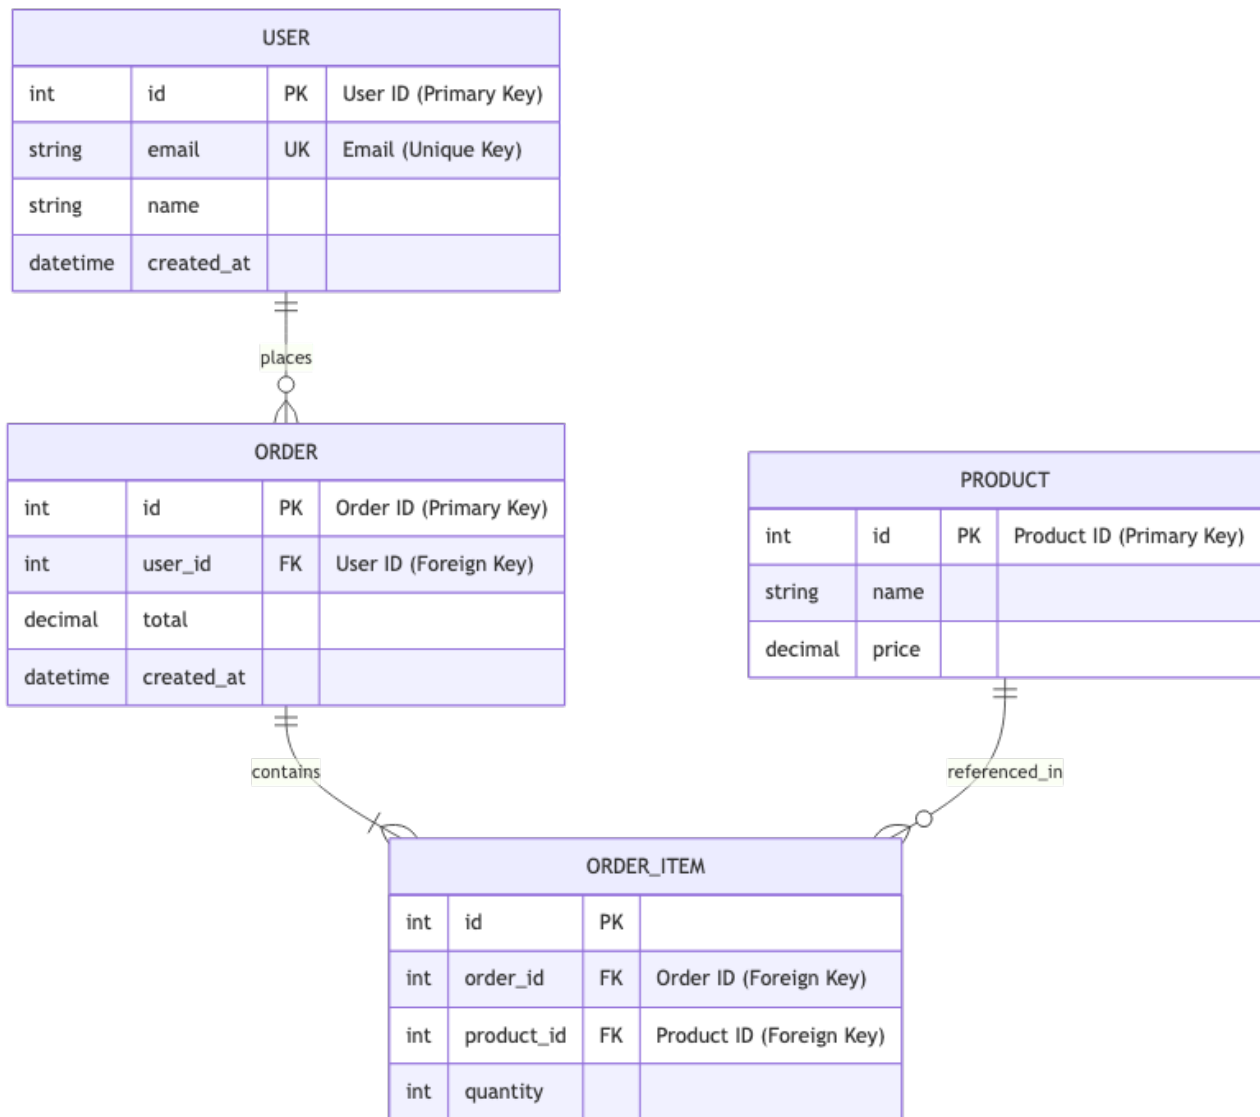 USER
int id PK User ID (Primary Key)
string email UK Email (Unique Key)
string name
datetime created_at
places
ORDER
int id PK Order ID (Primary Key)
int user_id FK User ID (Foreign Key)
decimal total
datetime created_at
PRODUCT
int id PK Product ID (Primary Key)
string name
decimal price
contains
referenced_in
ORDER_ITEM
int id PK
int order_id FK Order ID (Foreign Key)
int product_id FK Product ID (Foreign Key)
int quantity